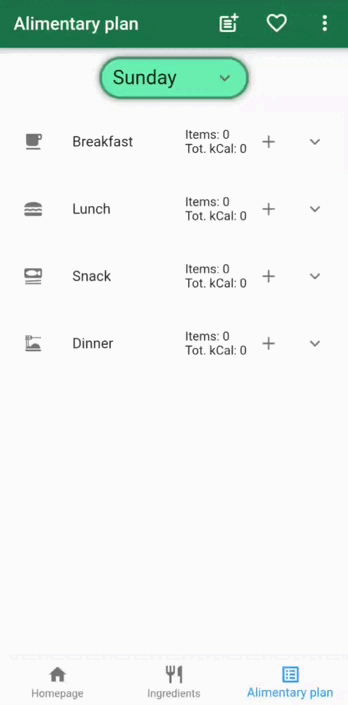 Alimentary plan
Sunday
Breakfast
Items: 0
Tot. kCal: 0
Lunch
Items: 0
Tot. kCal: 0
Snack
Items: 0
Tot. kCal: 0
Dinner
Items: 0
Tot. kCal: 0
Homepage
Ingredients
Alimentary plan